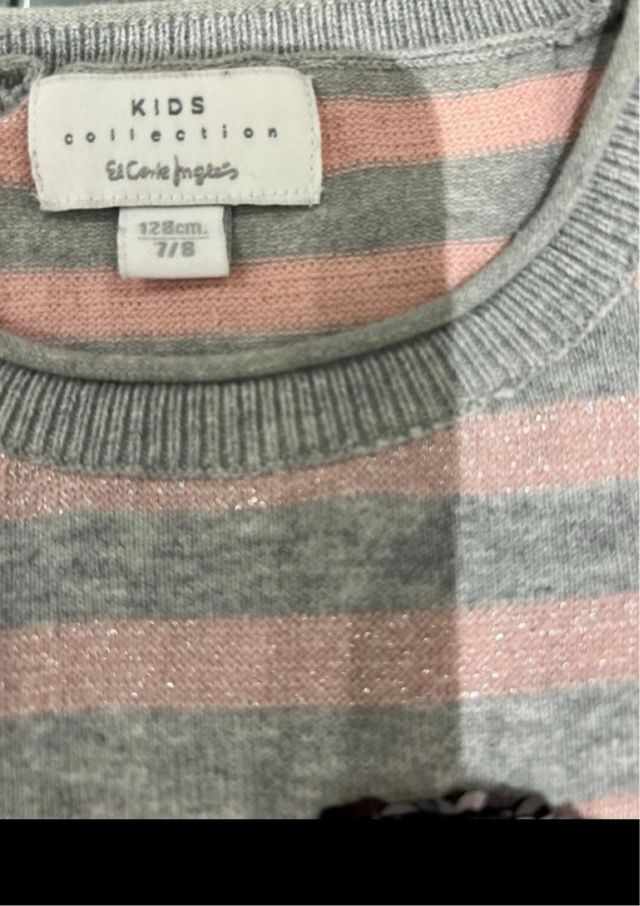 KIDS
collection
El Corte Inglés
128cm.
7/8